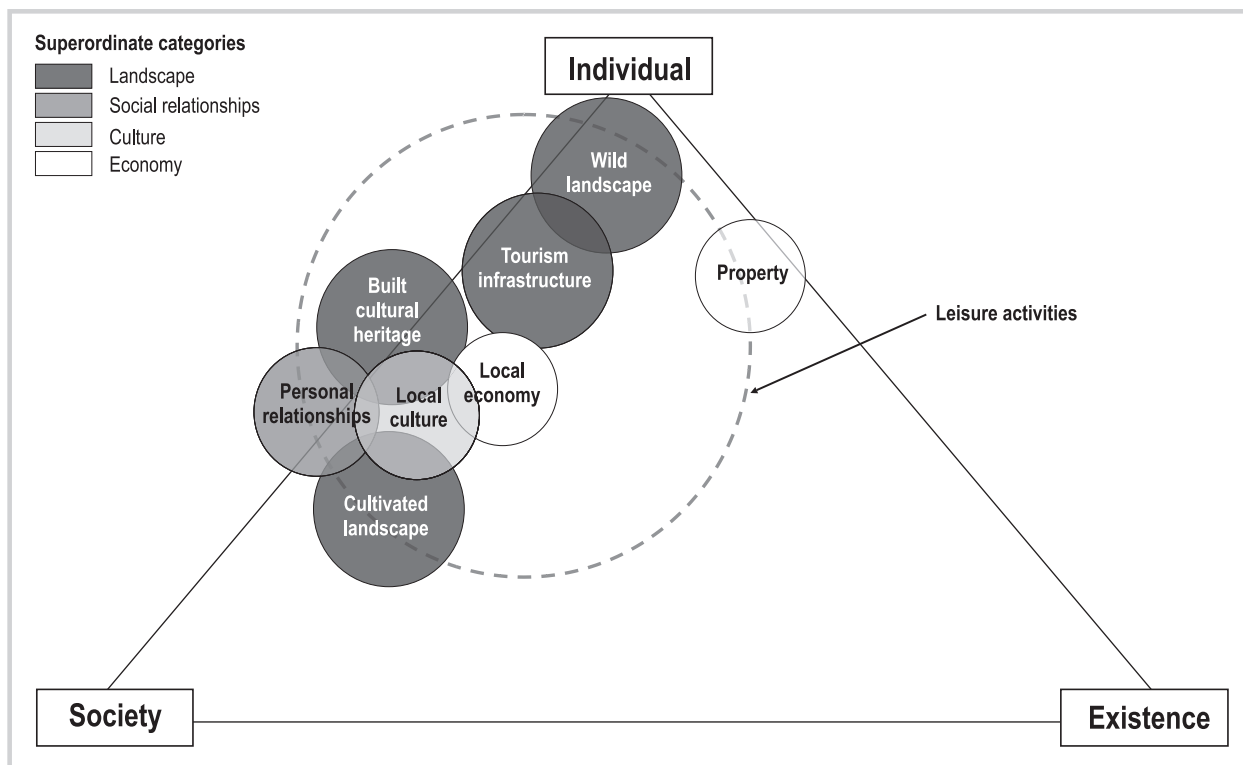 Superordinate categories
Landscape
Social relationships
Culture
Economy
Individual
Wild
landscape
Tourism
infrastructure
Property
Built
cultural
heritage
Leisure activities
Local
economy
Personal
relationships
Local
culture
Cultivated
landscape
Society
Existence